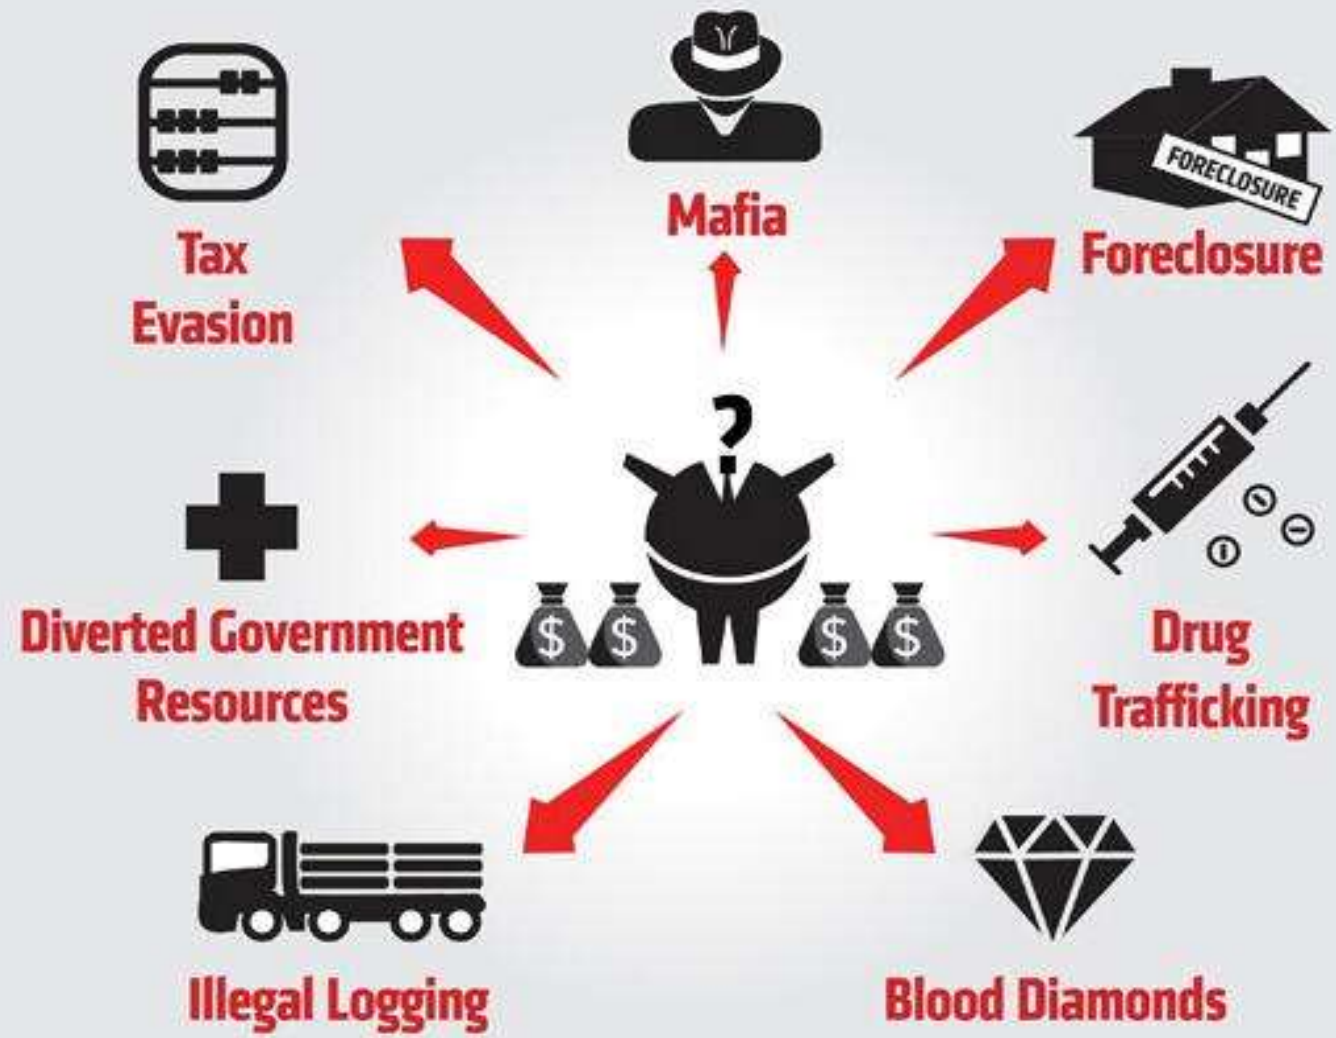 Mafia
FORECLOSURE
Tax
Evasion
Foreclosure
?
Diverted Government
Resources
$ $ $ $
Drug
Trafficking
Illegal Logging
Blood Diamonds